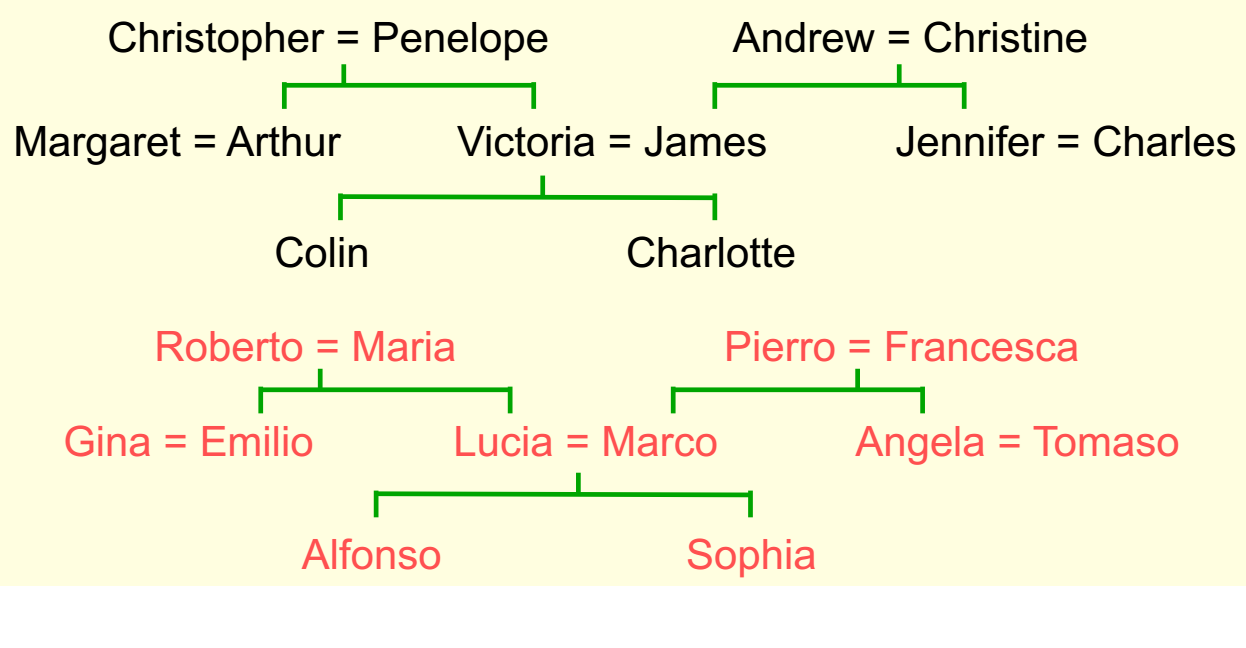 Christopher = Penelope Andrew = Christine
Margaret = Arthur Victoria = James Jennifer = Charles
Colin Charlotte
Roberto = Maria Pierro = Francesca
Gina = Emilio Lucia = Marco Angela = Tomaso
Alfonso Sophia